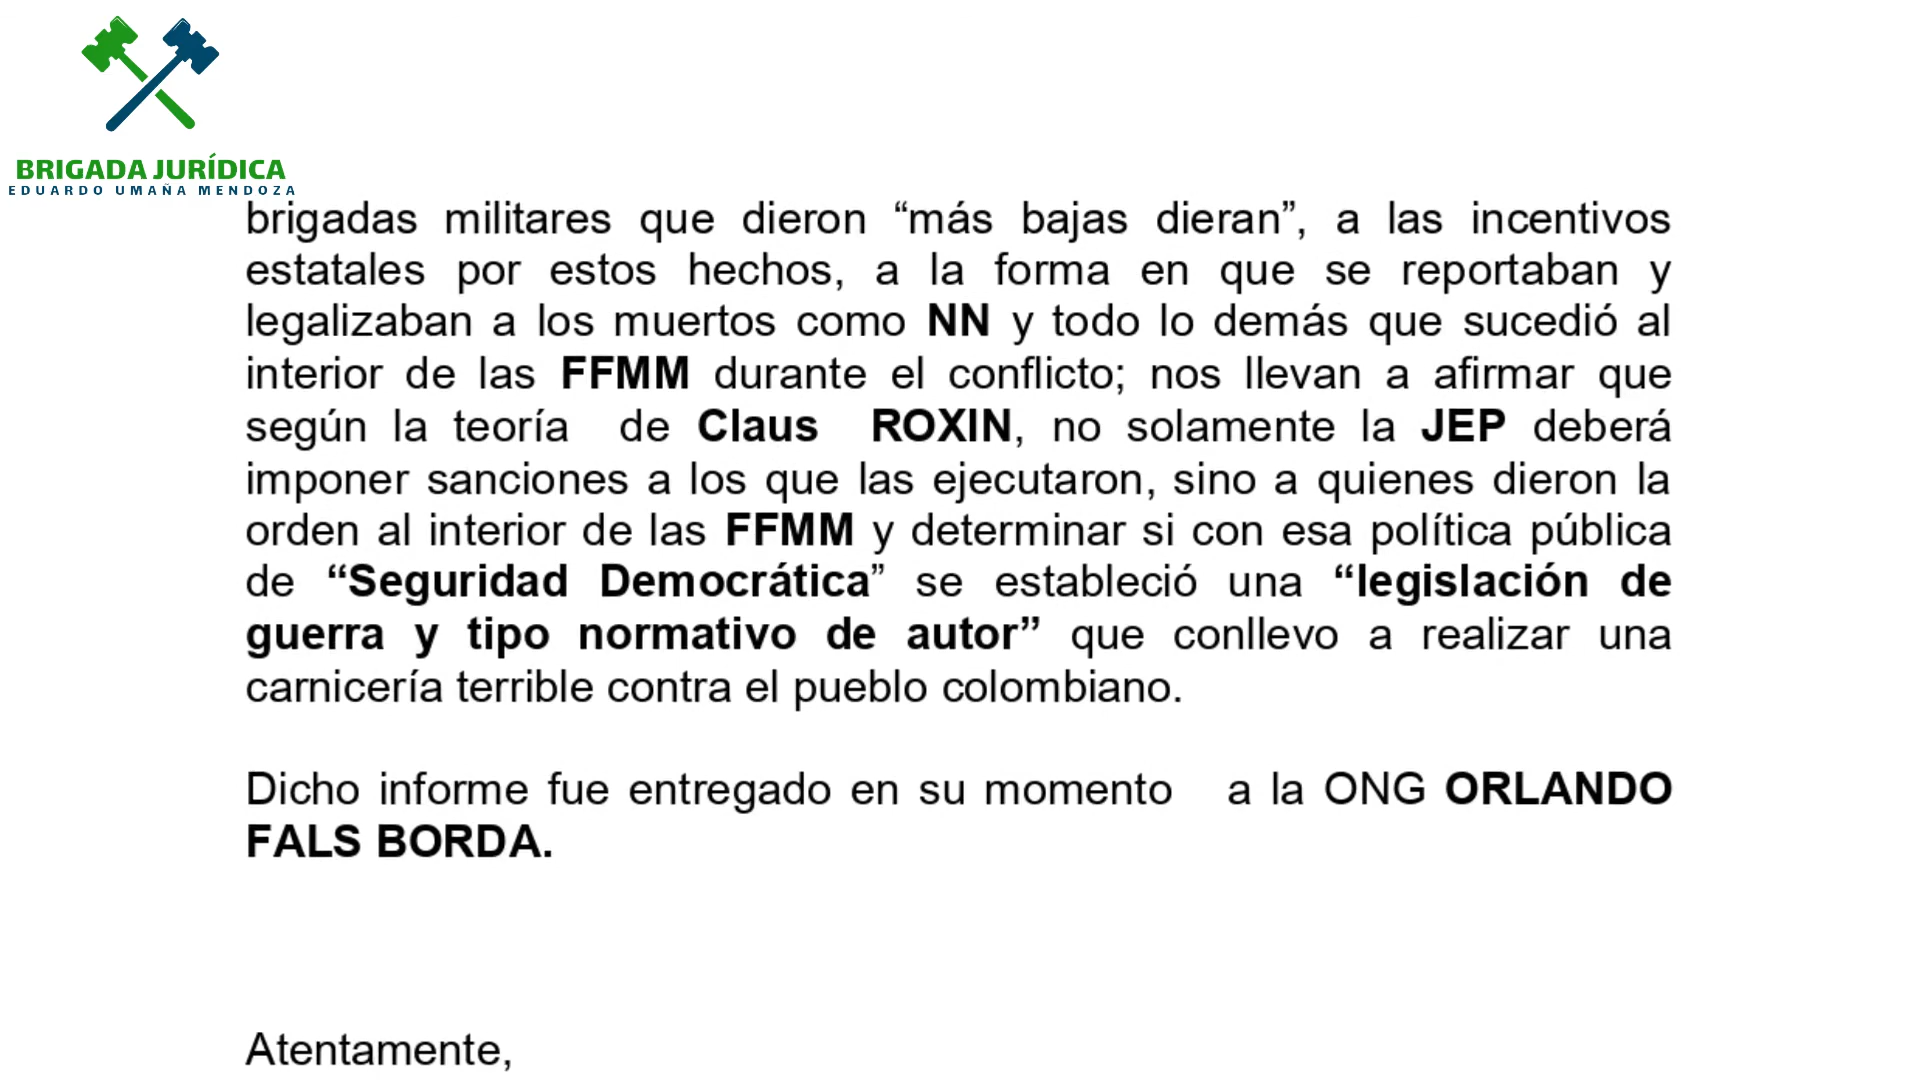 BRIGADA JURÍDICA
EDUARDO UMAÑA MENDOZA
brigadas militares que dieron “más bajas dieran”, a las incentivos
estatales por estos hechos, a la forma en que se reportaban y
legalizaban a los muertos como NN y todo lo demás que sucedió al
interior de las FFMM durante el conflicto; nos llevan a afirmar que
según la teoría de Claus ROXIN, no solamente la JEP deberá
imponer sanciones a los que las ejecutaron, sino a quienes dieron la
orden al interior de las FFMM y determinar si con esa política pública
de “Seguridad Democrática” se estableció una “legislación de
guerra y tipo normativo de autor” que conllevo a realizar una
carnicería terrible contra el pueblo colombiano.
Dicho informe fue entregado en su momento a la ONG ORLANDO
FALS BORDA.
Atentamente,